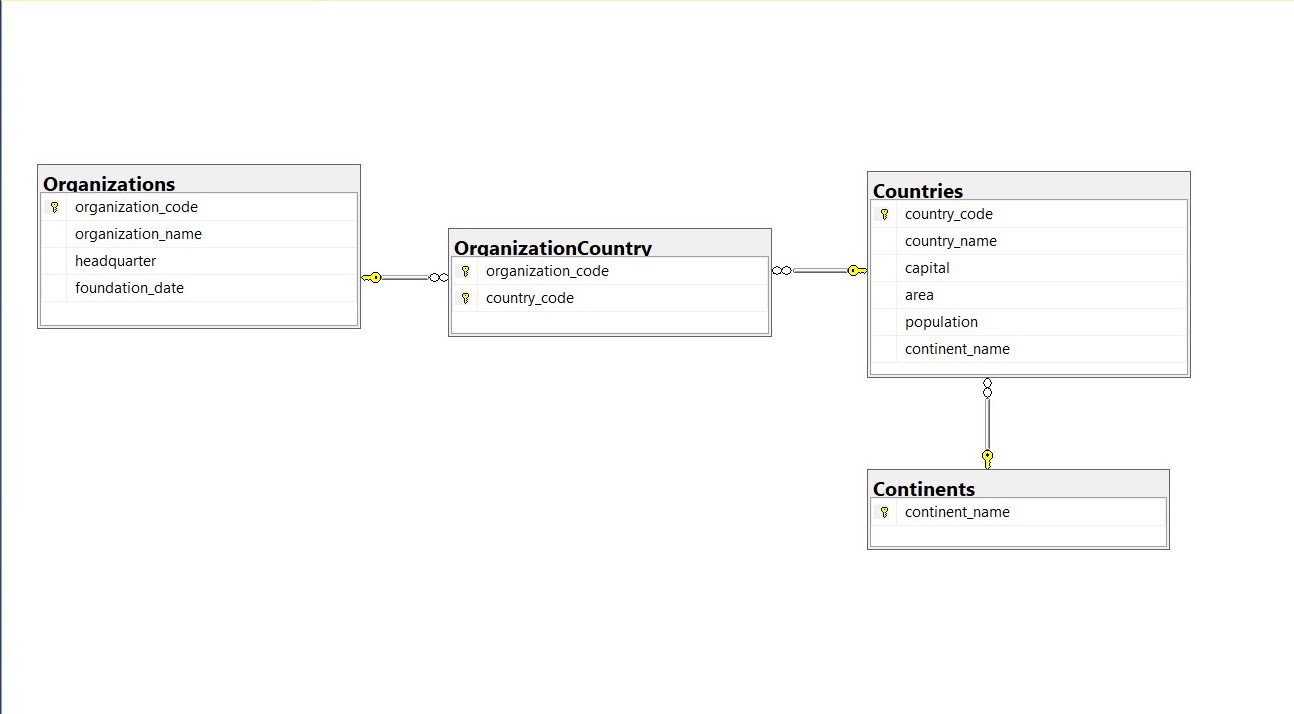 Organizations
organization_code
organization_name
headquarter
foundation_date
OrganizationCountry
organization_code
country_code
Countries
country_code
country_name
capital
area
population
continent_name
Continents
continent_name